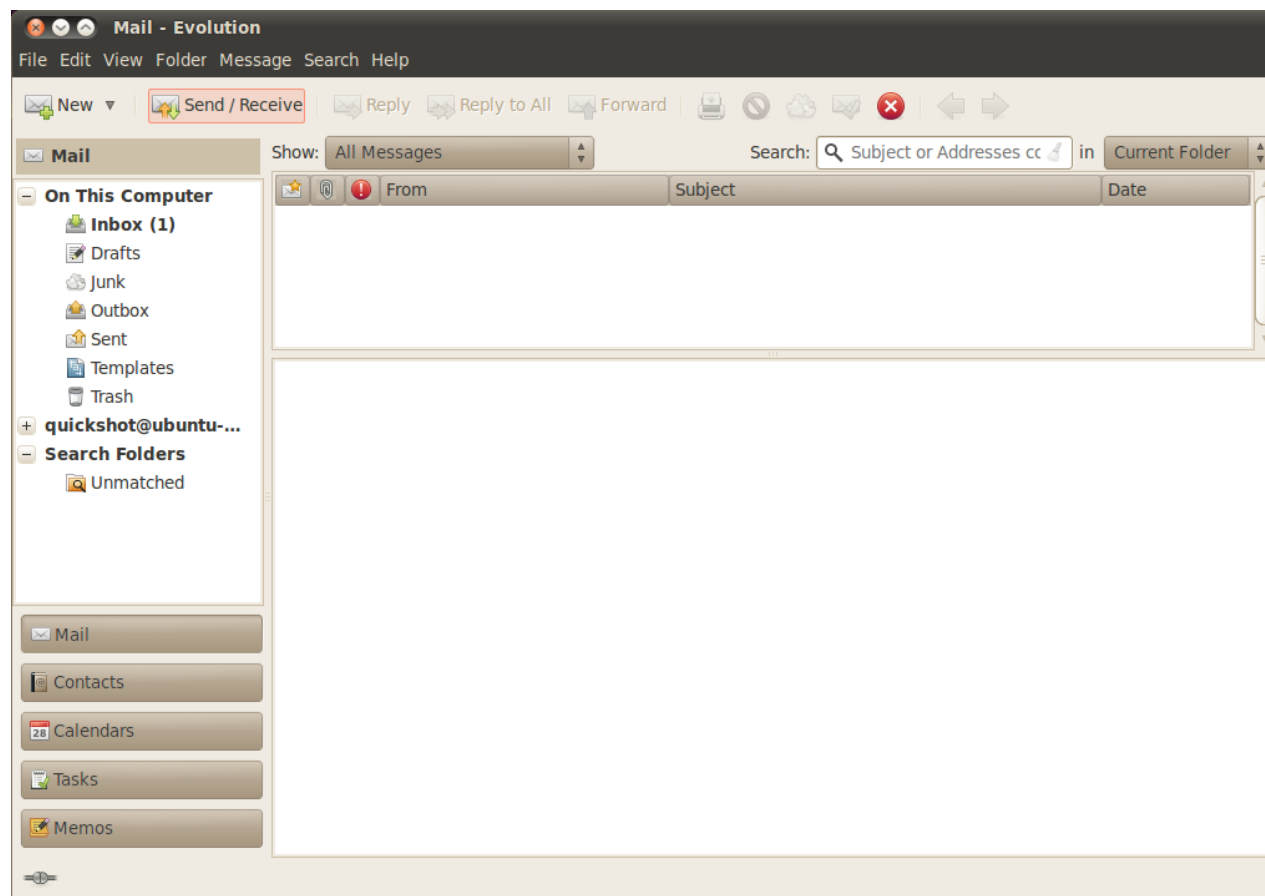 Mail - Evolution
File Edit View Folder Message Search Help
New Send / Receive Reply Reply to All Forward
Mail
Show: All Messages Search: Subject or Addresses cc in Current Folder
From Subject Date
On This Computer
Inbox (1)
Drafts
Junk
Outbox
Sent
Templates
Trash
quickshot@ubuntu-...
Search Folders
Unmatched
Mail
Contacts
28 Calendars
Tasks
Memos